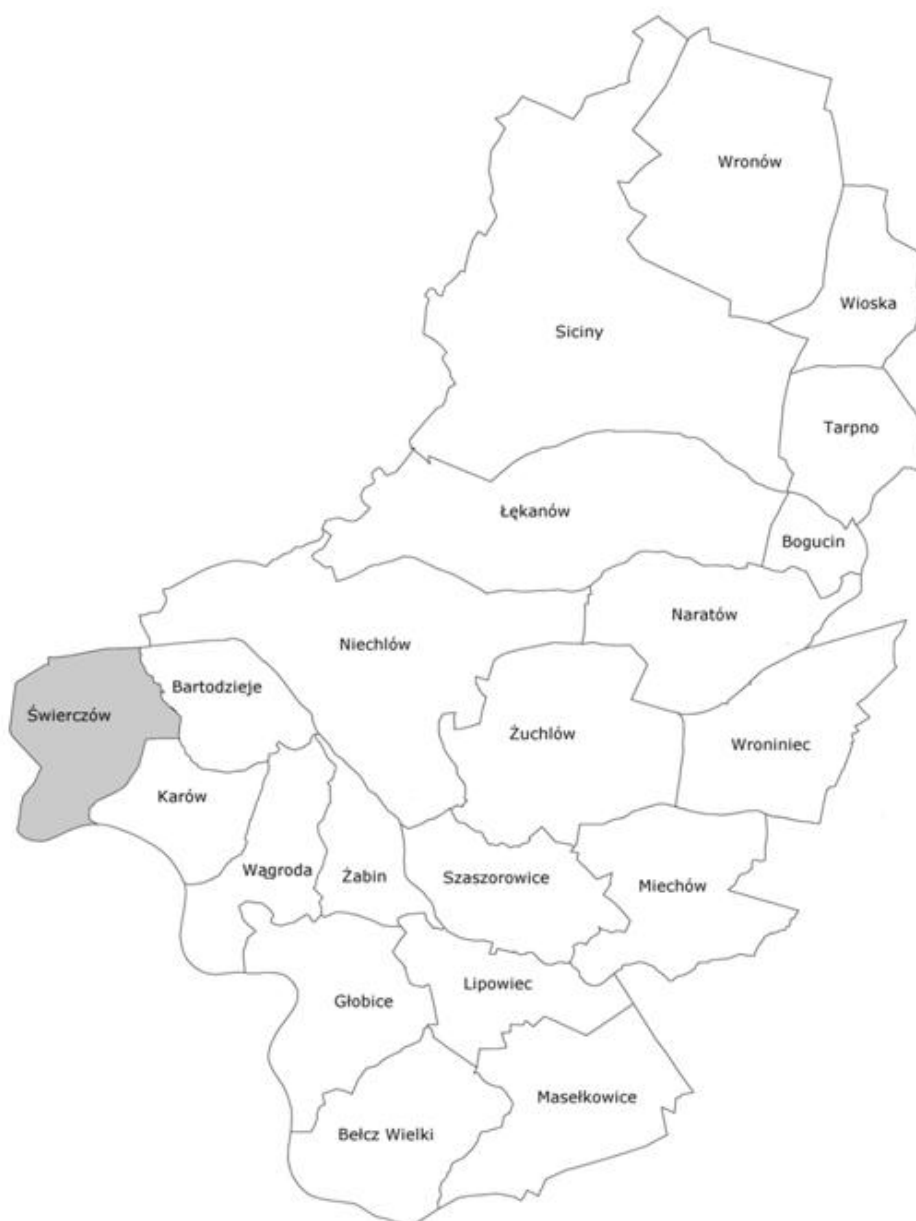 Wronów
Wioska
Siciny
Tarpno
Łękanów
Bogucin
Naratów
Niechlów
Bartodzieje
Świerczów
Żuchlów
Wroniniec
Karów
Wągroda
Żabin
Szaszorowice
Miechów
Lipowiec
Głobice
Masełkowice
Bełcz Wielki